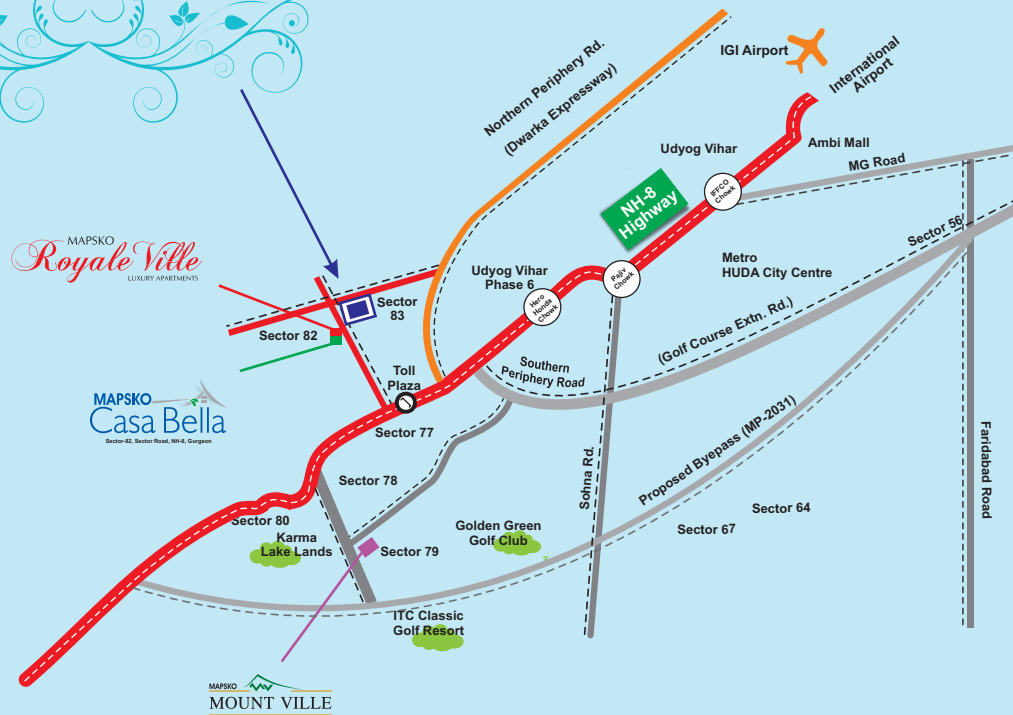 IGI Airport
International
Airport
Northern Periphery Rd.
(Dwarka Expressway)
Ambi Mall
Udyog Vihar
MG Road
IFFCO
Chowk
NH-8
Highway
Sector 56
MAPSKO
Royale Ville
LUXURY APARTMENTS
Metro
HUDA City Centre
Udyog Vihar
Phase 6
Rajiv
Chowk
Hero
Honda
Chowk
Sector
83
Sector 82
(Golf Course Extn. Rd.)
Southern
Periphery Road
Toll
Plaza
MAPSKO
Casa Bella
Sector-82, Sector Road, NH-8, Gurgaon
Sector 77
Proposed Byepass (MP-2031)
Sohna Rd.
Faridabad Road
Sector 78
Sector 64
Sector 80
Karma
Lake Lands
Sector 79
Golden Green
Golf Club
Sector 67
ITC Classic
Golf Resort
MAPSKO
MOUNT VILLE